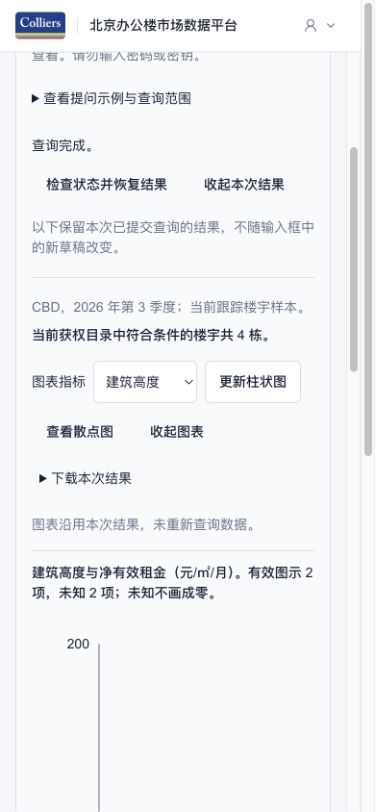 Colliers
北京办公楼市场数据平台
查看。请勿输入密码或密钥。
▶ 查看提问示例与查询范围
查询完成。
检查状态并恢复结果 收起本次结果
以下保留本次已提交查询的结果，不随输入框中
的新草稿改变。
CBD，2026 年第 3 季度；当前跟踪楼宇样本。
当前获权目录中符合条件的楼宇共 4 栋。
图表指标 建筑高度 更新柱状图
查看散点图 收起图表
▶ 下载本次结果
图表沿用本次结果，未重新查询数据。
建筑高度与净有效租金（元/㎡/月）。有效图示 2
项，未知 2 项；未知不画成零。
200